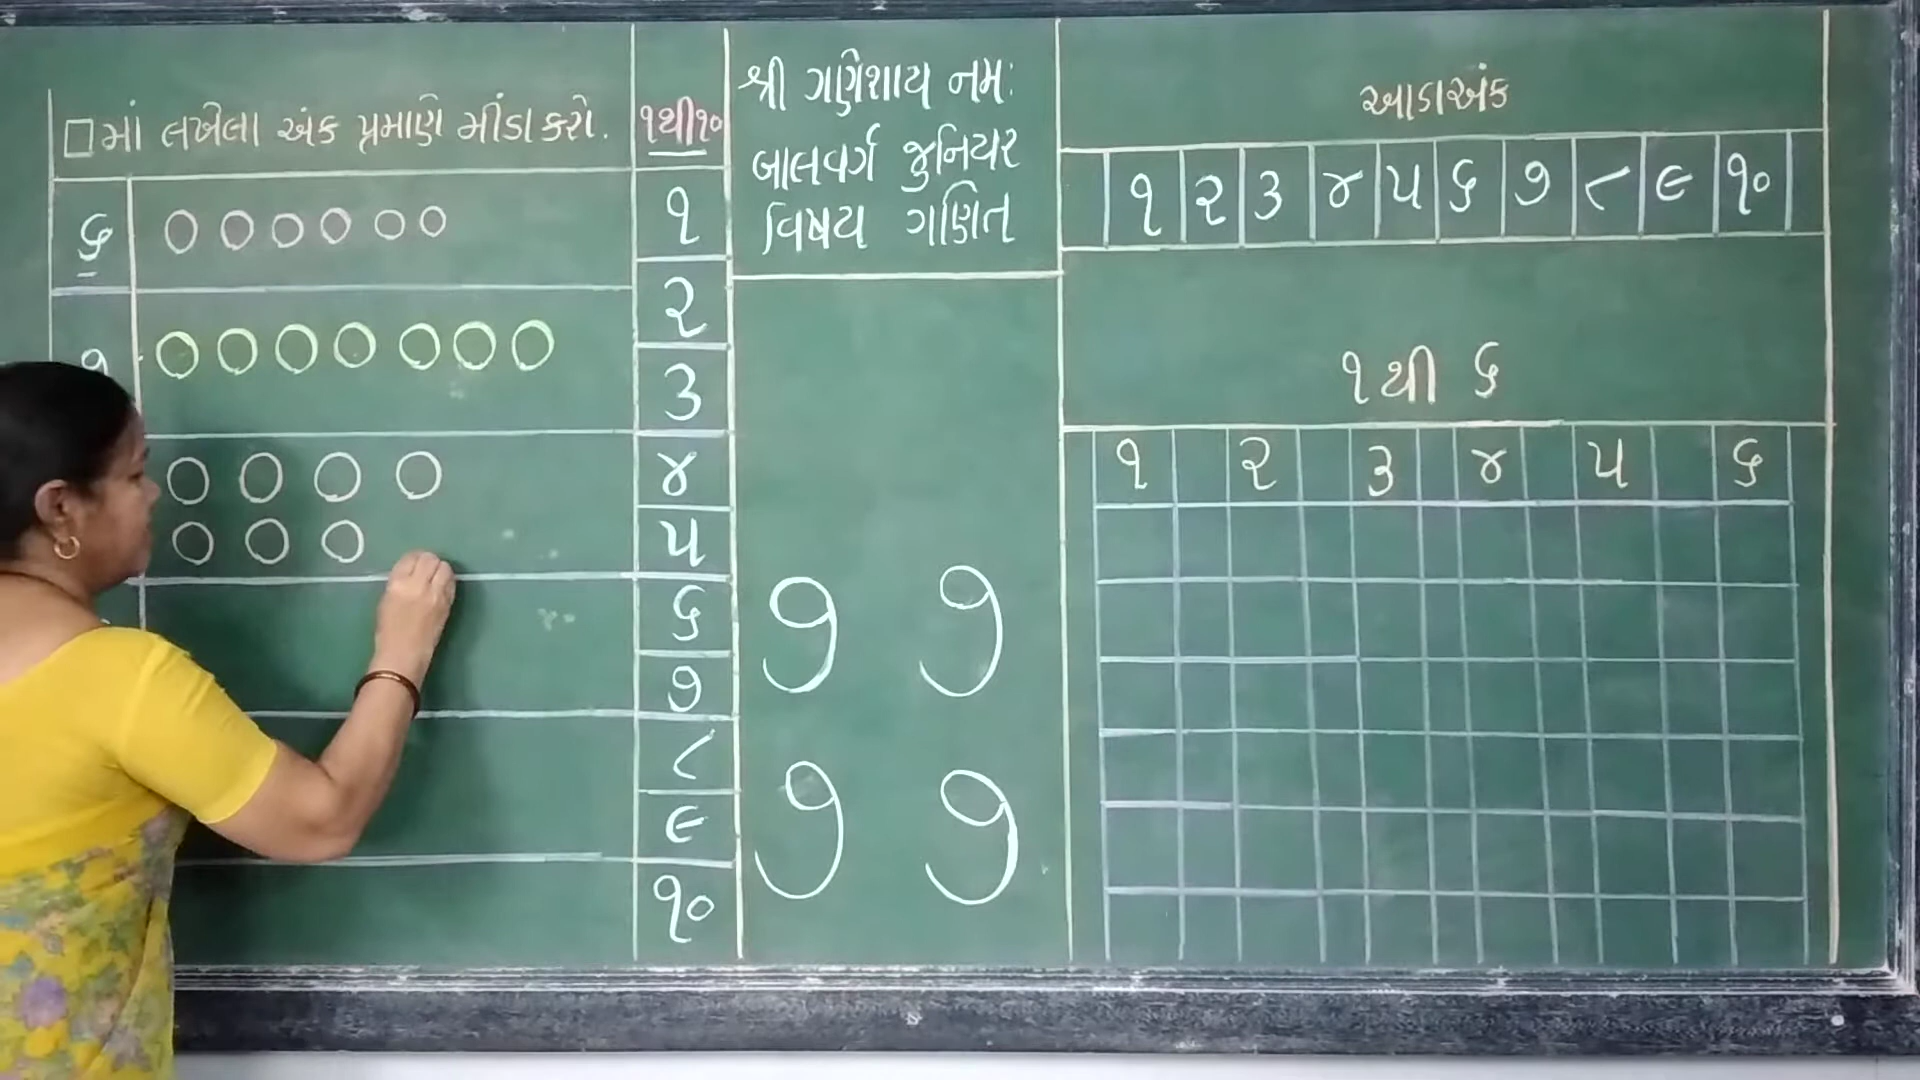 □માં લખેલા અંક પ્રમાણે મીંડા કરો.
૬
૭
૧થી૧૦
૧
૨
૩
૪
૫
૬
૭
૮
૯
૧૦
શ્રી ગણેશાય નમઃ
બાલવર્ગ જુનિયર
વિષય ગણિત
૭ ૭
૭ ૭
આડાઅંક
૧ ૨ ૩ ૪ ૫ ૬ ૭ ૮ ૯ ૧૦
૧થી ૬
૧ ૨ ૩ ૪ ૫ ૬